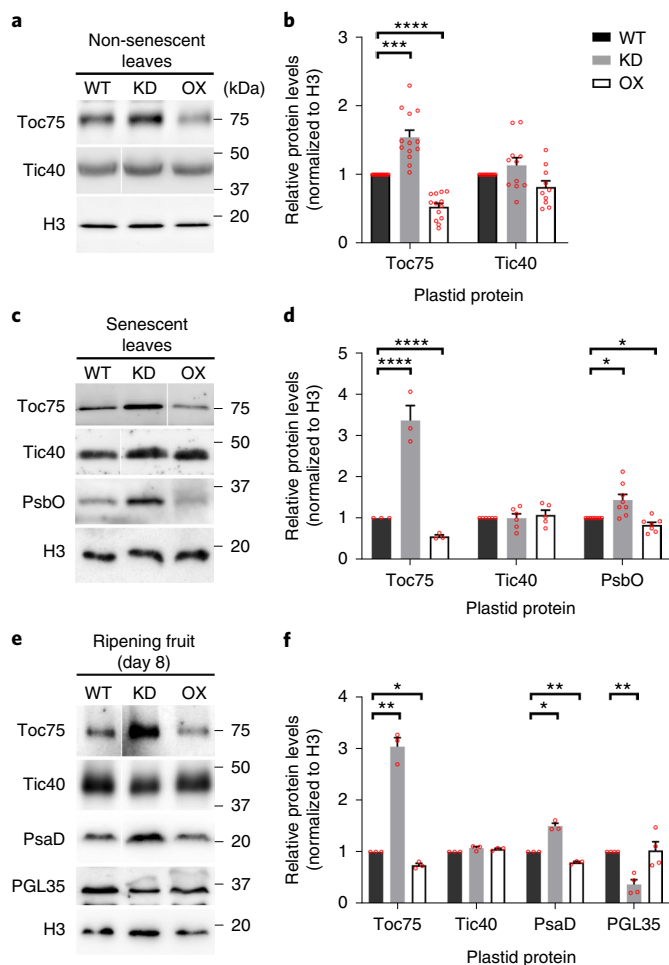 a
Non-senescent
leaves
WT KD OX (kDa)
Toc75
75
Tic40
50
37
H3
20
b
**** 
***
WT
KD
OX
Relative protein levels
(normalized to H3)
3
2
1
0
Toc75 Tic40
Plastid protein
c
Senescent
leaves
WT KD OX
Toc75
75
Tic40
50
37
PsbO
37
H3
20
d
**** *
**** *
Relative protein levels
(normalized to H3)
5
4
3
2
1
0
Toc75 Tic40 PsbO
Plastid protein
e
Ripening fruit
(day 8)
WT KD OX
Toc75
75
Tic40
50
37
PsaD
20
PGL35
37
H3
20
f
* ** **
** *
Relative protein levels
(normalized to H3)
4
3
2
1
0
Toc75 Tic40 PsaD PGL35
Plastid protein